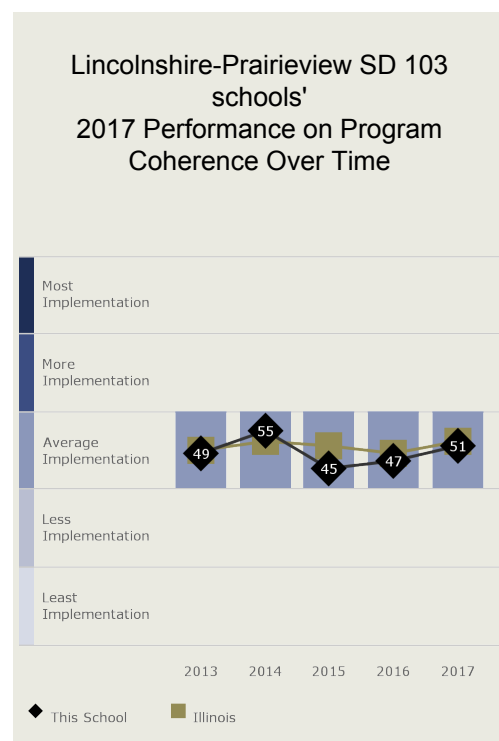 Lincolnshire-Prairieview SD 103
schools'
2017 Performance on Program
Coherence Over Time
Most
Implementation
More
Implementation
Average
Implementation
49
55
45
47
51
Less
Implementation
Least
Implementation
2013 2014 2015 2016 2017
This School Illinois